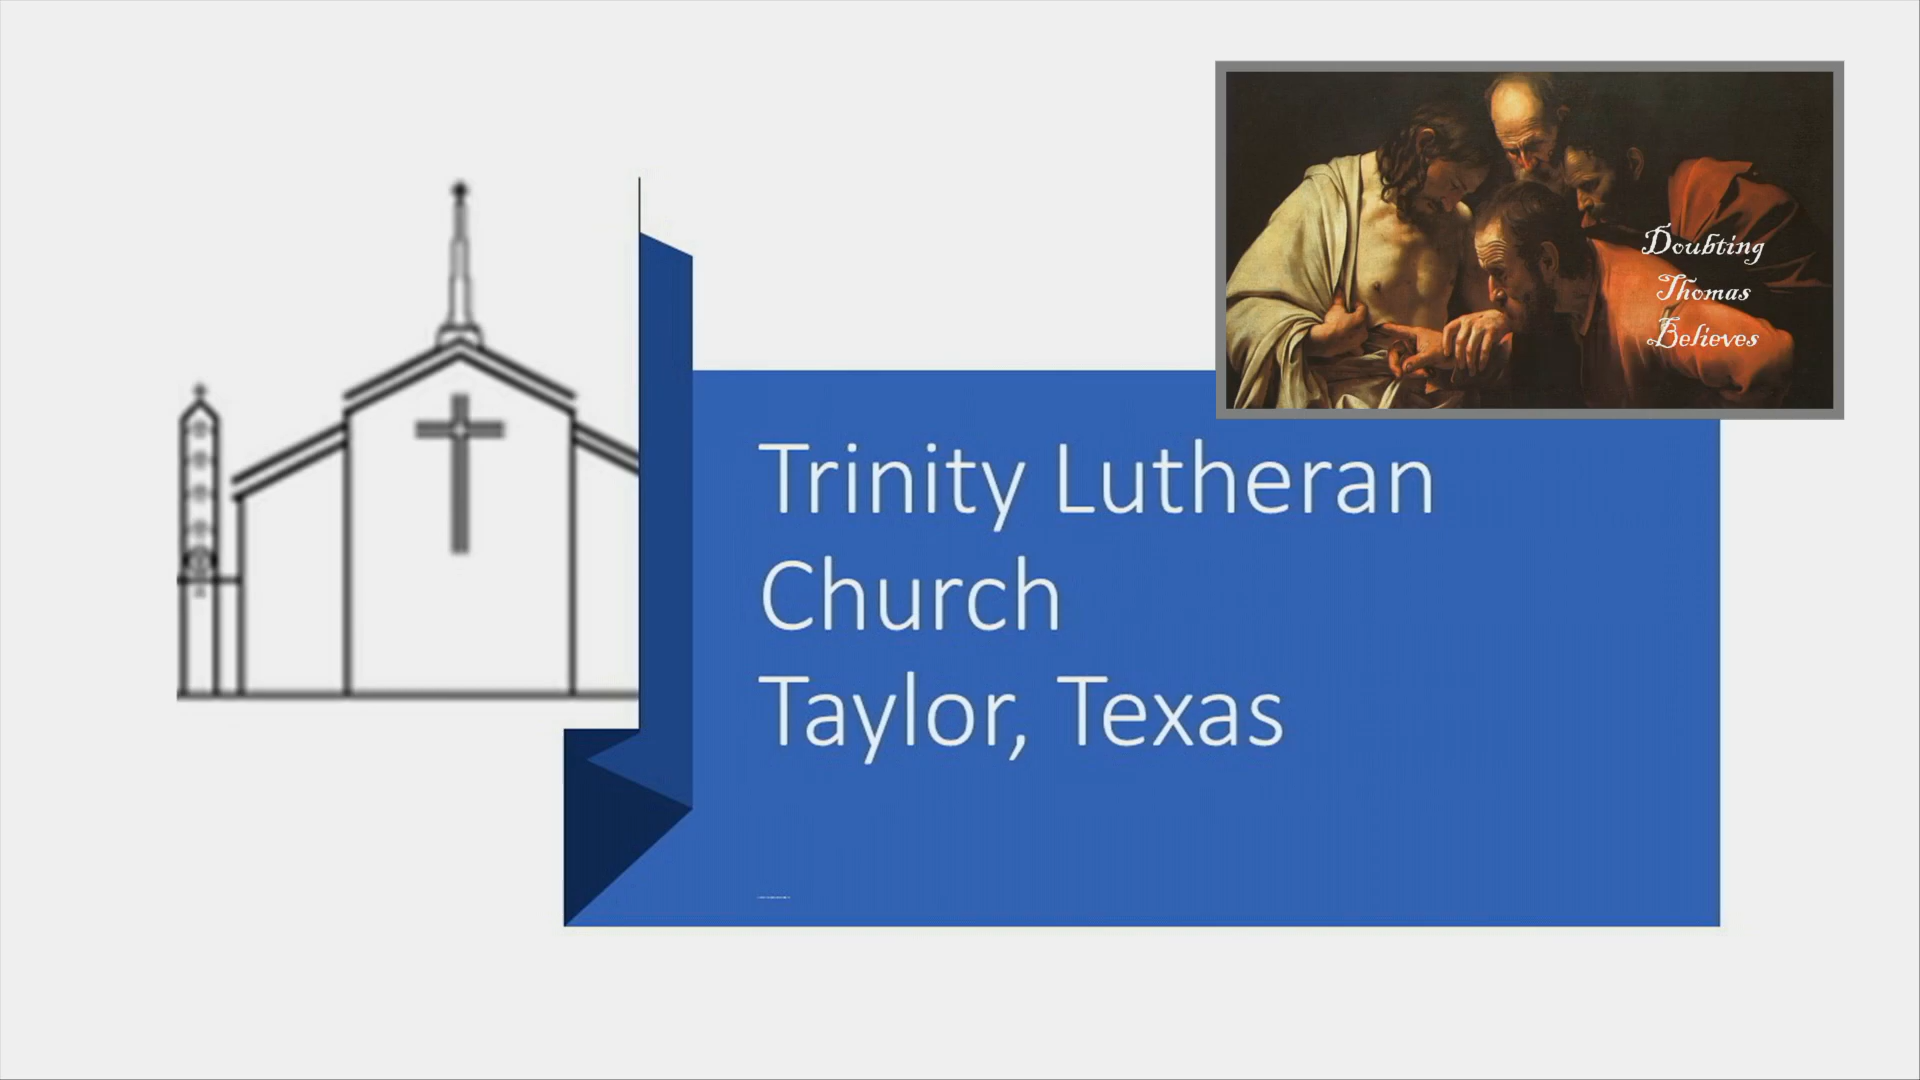 Doubting
Thomas
Believes
Trinity Lutheran
Church
Taylor, Texas